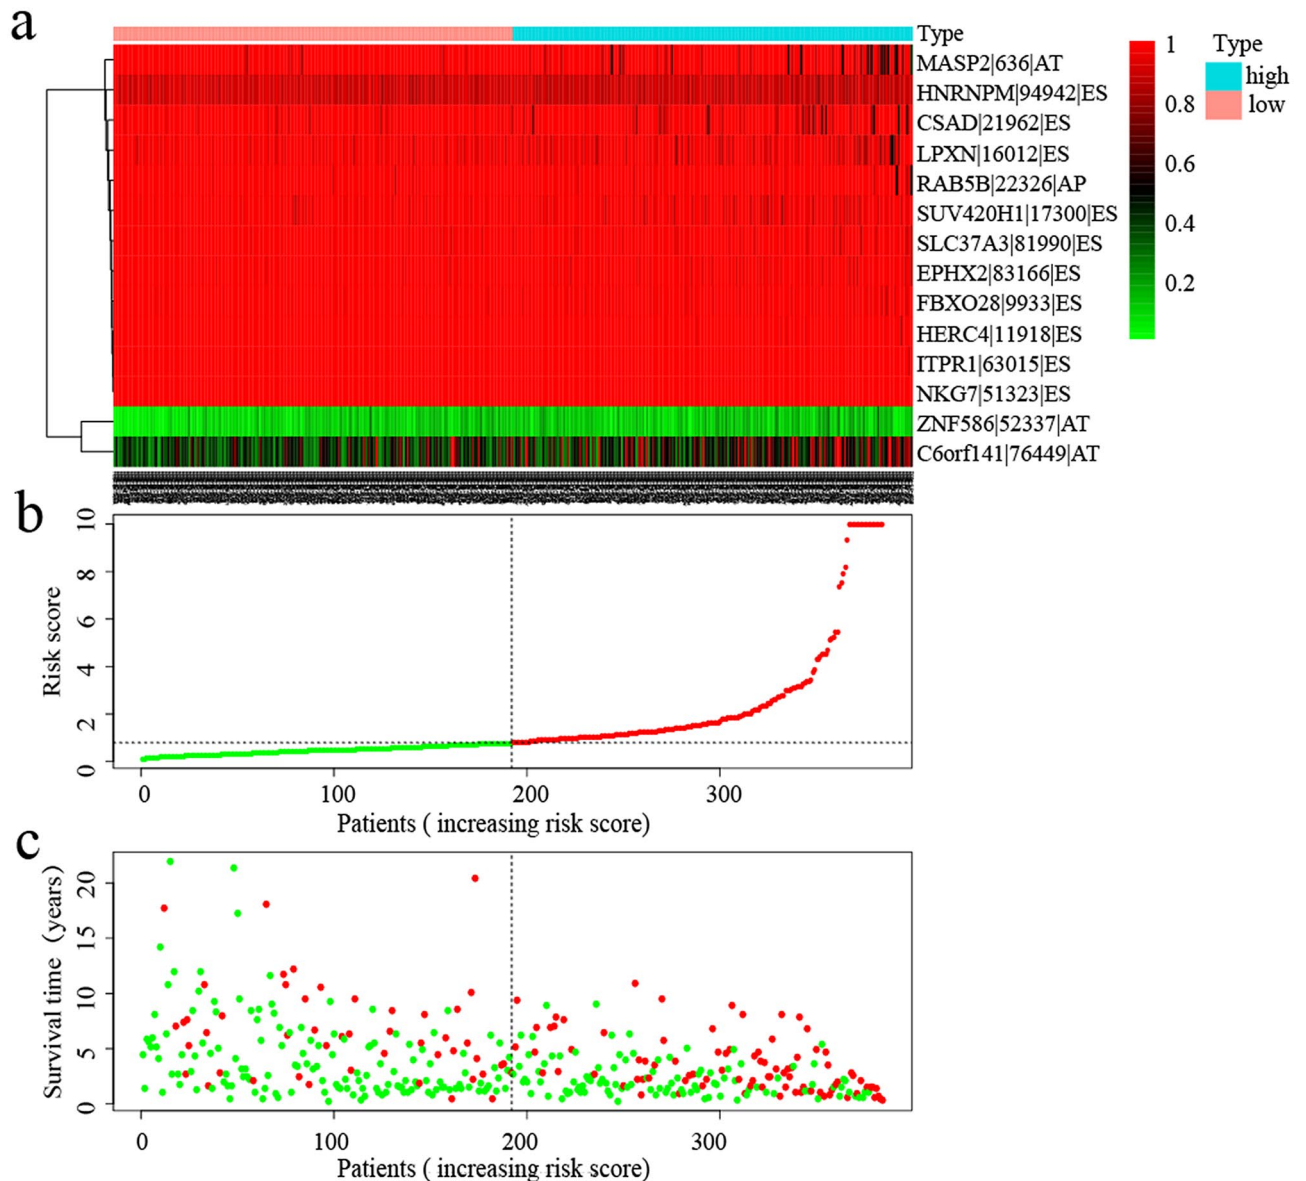 a
Type
MASP2|636|AT
HNRNPM|94942|ES
CSAD|21962|ES
LPXN|16012|ES
RAB5B|22326|AP
SUV420H1|17300|ES
SLC37A3|81990|ES
EPHX2|83166|ES
FBXO28|9933|ES
HERC4|11918|ES
ITPR1|63015|ES
NKG7|51323|ES
ZNF586|52337|AT
C6orf141|76449|AT
1
0.8
0.6
0.4
0.2
Type
high
low
b
Risk score
10
8
6
4
2
0
0 100 200 300
Patients ( increasing risk score)
c
Survival time (years)
20
15
10
5
0
0 100 200 300
Patients ( increasing risk score)